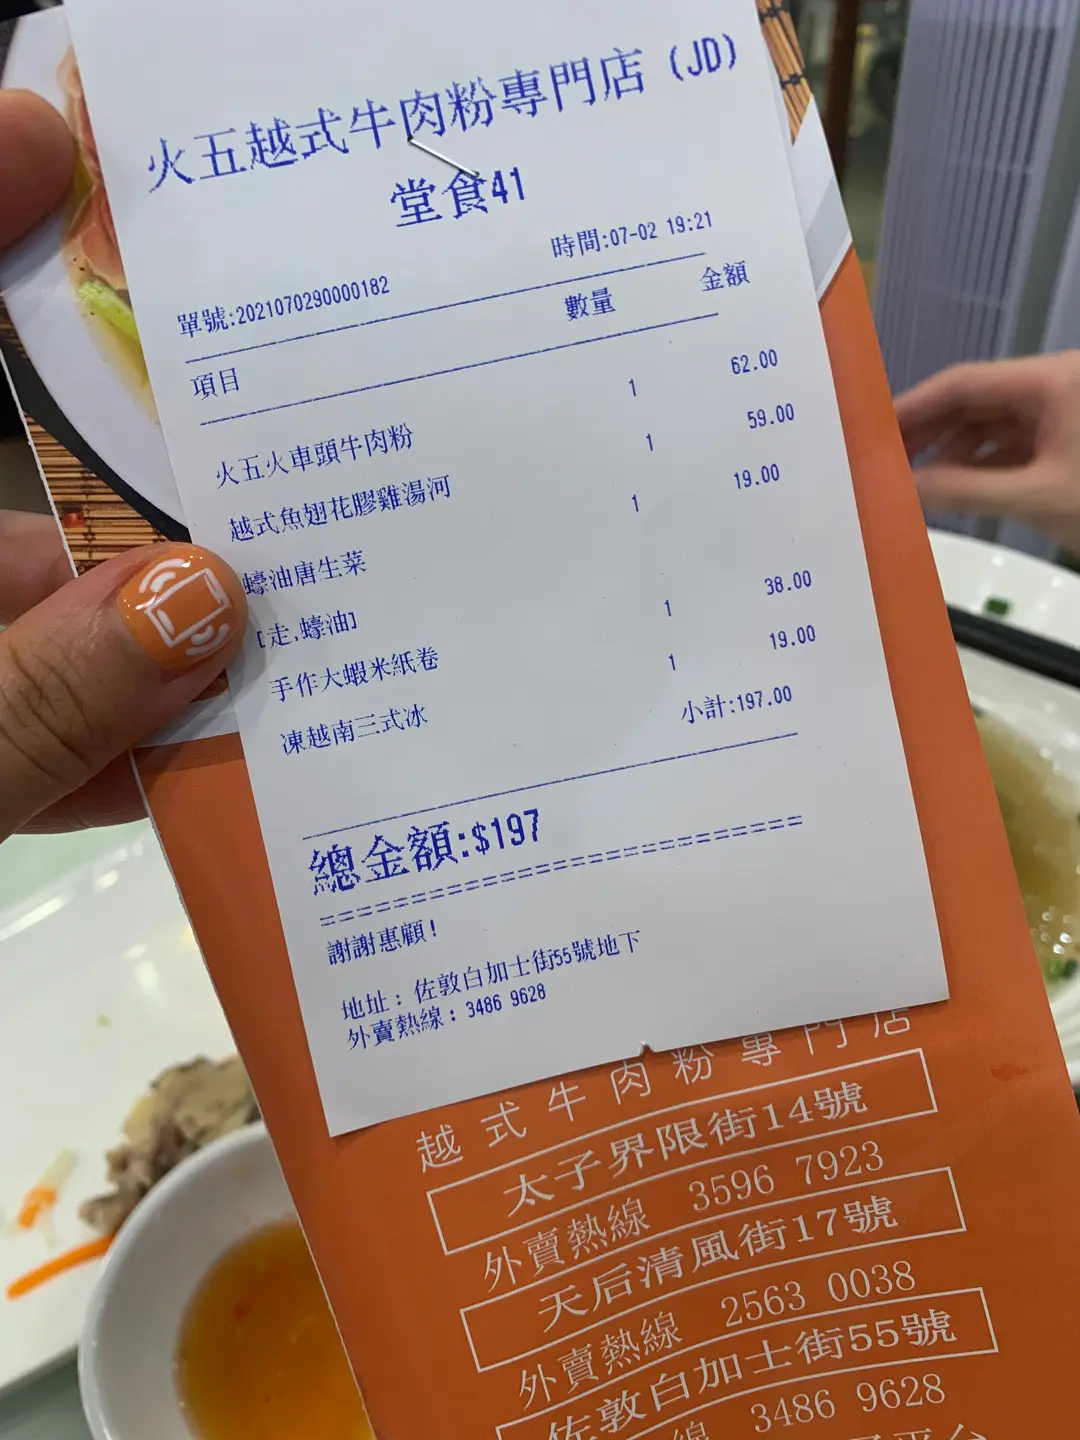 火五越式牛肉粉專門店 (JD)
堂食41
單號:2021070290000182 時間:07-02 19:21
項目 數量 金額
火五火車頭牛肉粉 1 62.00
越式魚翅花膠雞湯河 1 59.00
蠔油唐生菜 1 19.00
[走,蠔油]
手作大蝦米紙卷 1 38.00
凍越南三式冰 1 19.00
小計:197.00
總金額:$197
謝謝惠顧!
地址: 佐敦白加士街55號地下
外賣熱線: 3486 9628
越式牛肉粉專門店
太子界限街14號
外賣熱線 3596 7923
天后清風街17號
外賣熱線 2563 0038
佐敦白加士街55號
線 3486 9628
平台